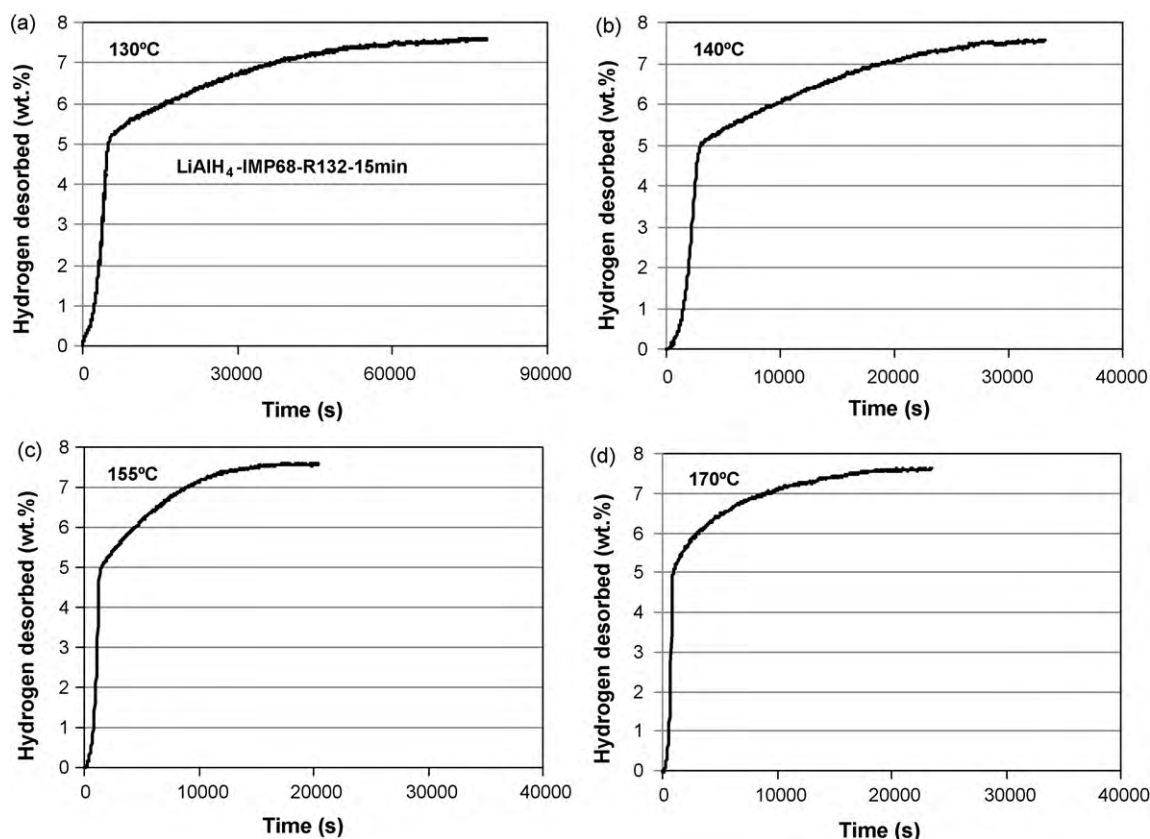 (a)
Hydrogen desorbed (wt.%)
8
7
6
5
4
3
2
1
0
130ºC
LiAlH4-IMP68-R132-15min
0 30000 60000 90000
Time (s)
(b)
Hydrogen desorbed (wt.%)
8
7
6
5
4
3
2
1
0
140ºC
0 10000 20000 30000 40000
Time (s)
(c)
Hydrogen desorbed (wt.%)
8
7
6
5
4
3
2
1
0
155ºC
0 10000 20000 30000 40000
Time (s)
(d)
Hydrogen desorbed (wt.%)
8
7
6
5
4
3
2
1
0
170ºC
0 10000 20000 30000 40000
Time (s)